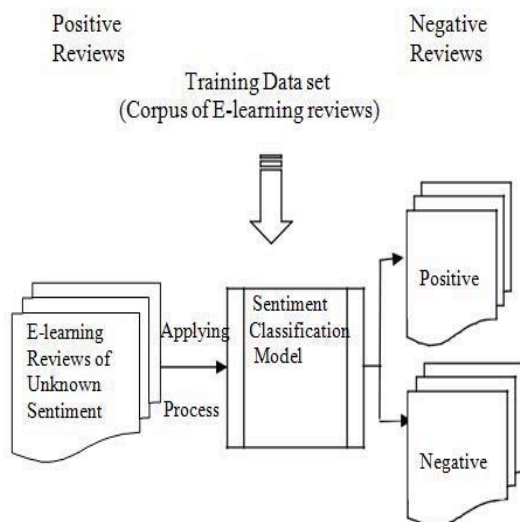 Positive
Reviews
Negative
Reviews
Training Data set
(Corpus of E-learning reviews)
E-learning
Reviews of
Unknown
Sentiment
Applying
Process
Sentiment
Classification
Model
Positive
Negative